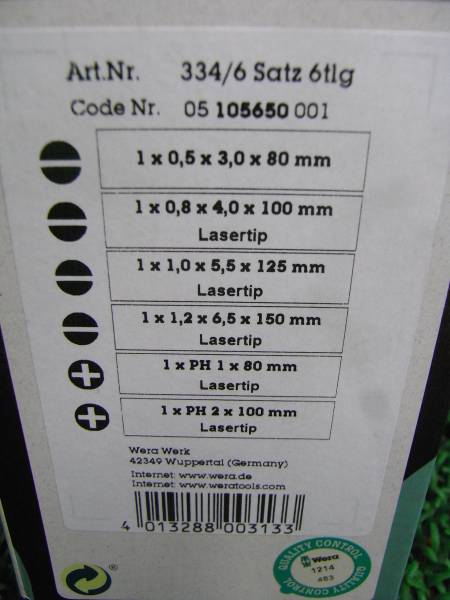 Art.Nr. 334/6 Satz 6tlg
Code Nr. 05 105650 001
1 x 0,5 x 3,0 x 80 mm
1 x 0,8 x 4,0 x 100 mm
Lasertip
1 x 1,0 x 5,5 x 125 mm
Lasertip
1 x 1,2 x 6,5 x 150 mm
Lasertip
1 x PH 1 x 80 mm
Lasertip
1 x PH 2 x 100 mm
Lasertip
Wera Werk
42349 Wuppertal (Germany)
Internet: www.wera.de
Internet: www.weratools.com
4 013288 003133
QUALITY CONTROL
Wera
1214
483
QUALITY CONTROL